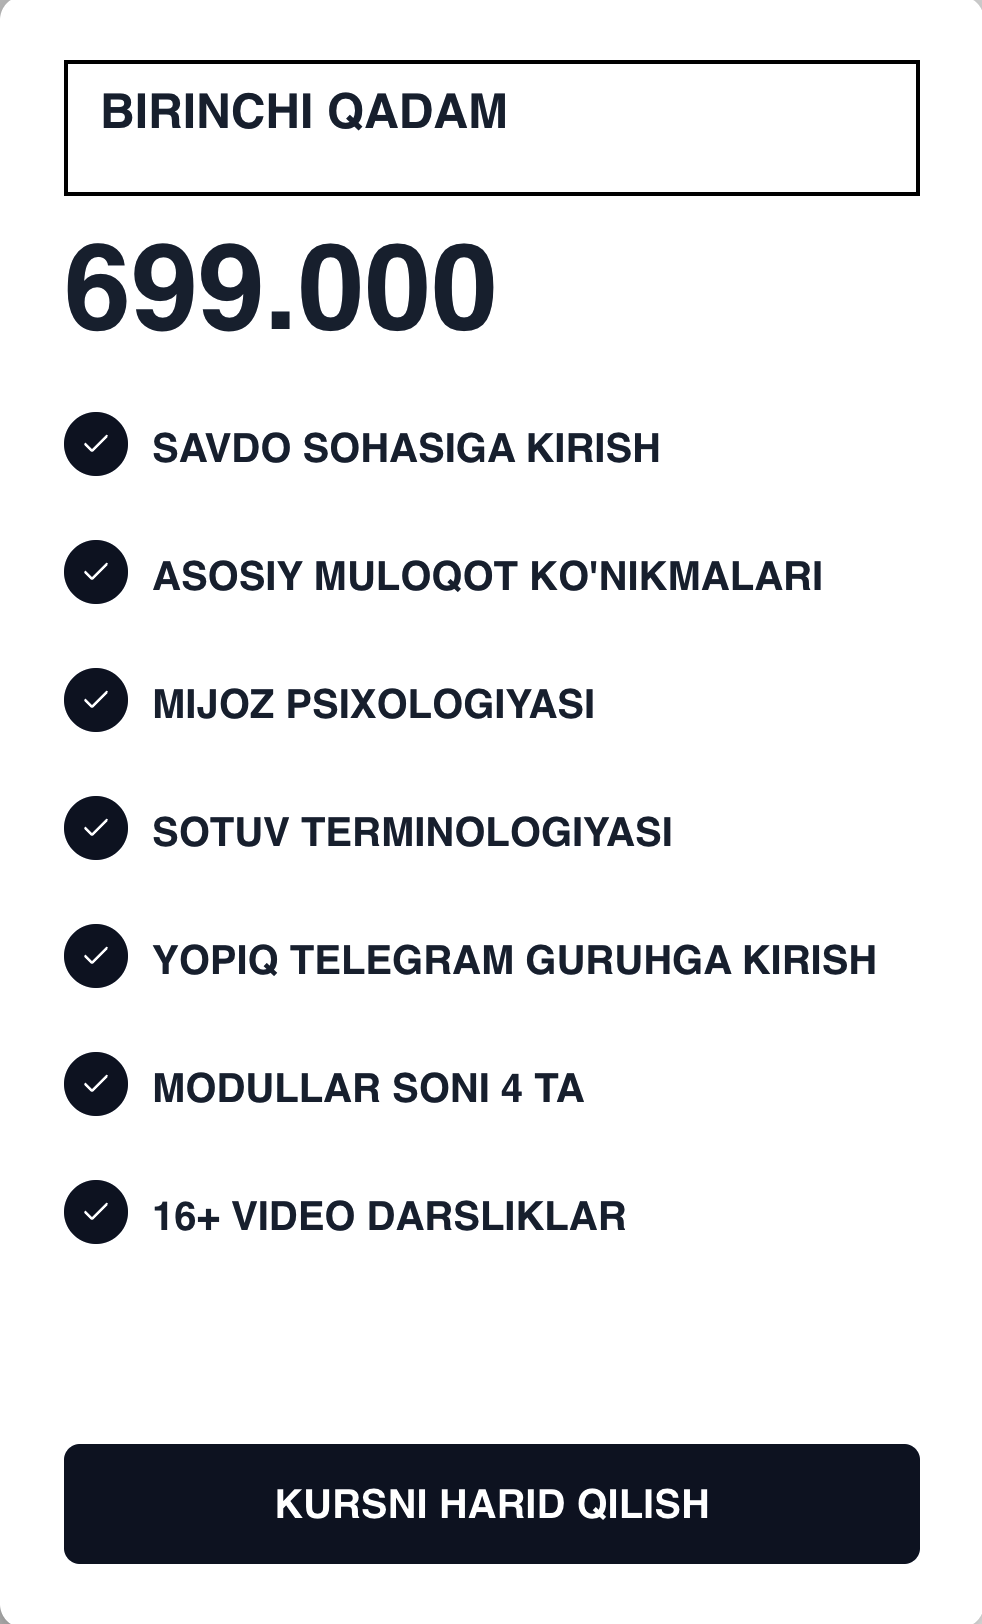 BIRINCHI QADAM
699.000
SAVDO SOHASIGA KIRISH
ASOSIY MULOQOT KO'NIKMALARI
MIJOZ PSIXOLOGIYASI
SOTUV TERMINOLOGIYASI
YOPIQ TELEGRAM GURUHGA KIRISH
MODULLAR SONI 4 TA
16+ VIDEO DARSLIKLAR
KURSNI HARID QILISH